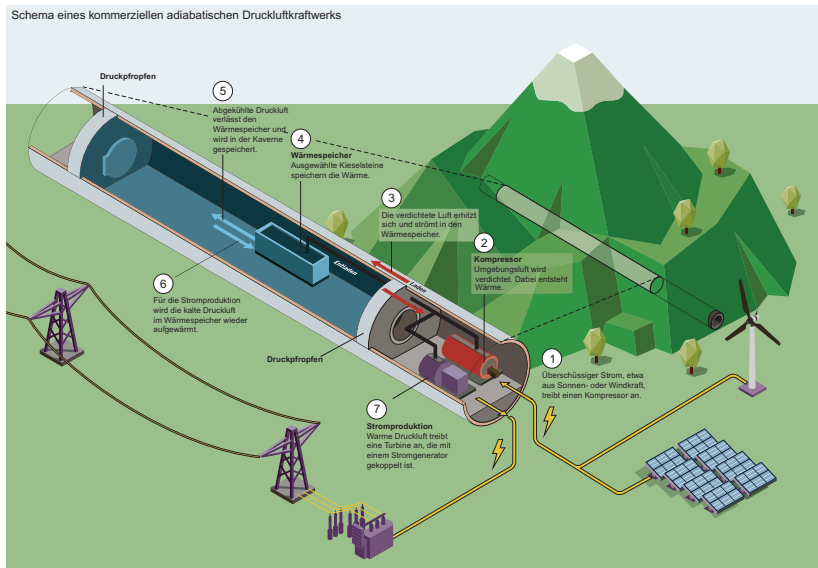 Schema eines kommerziellen adiabatischen Druckluftkraftwerks
Druckpfropfen
5
Abgekühlte Druckluft
verlässt den
Wärmespeicher und
wird in der Kaverne
gespeichert.
4
Wärmespeicher
Ausgewählte Kieselsteine
speichern die Wärme.
3
Die verdichtete Luft erhitzt
sich und strömt in den
Wärmespeicher.
2
Kompressor
Umgebungsluft wird
verdichtet. Dabei entsteht
Wärme.
Entladen
Laden
6
Für die Stromproduktion
wird die kalte Druckluft
im Wärmespeicher wieder
aufgewärmt.
Druckpfropfen
1
Überschüssiger Strom, etwa
aus Sonnen- oder Windkraft,
treibt einen Kompressor an.
7
Stromproduktion
Warme Druckluft treibt
eine Turbine an, die mit
einem Stromgenerator
gekoppelt ist.